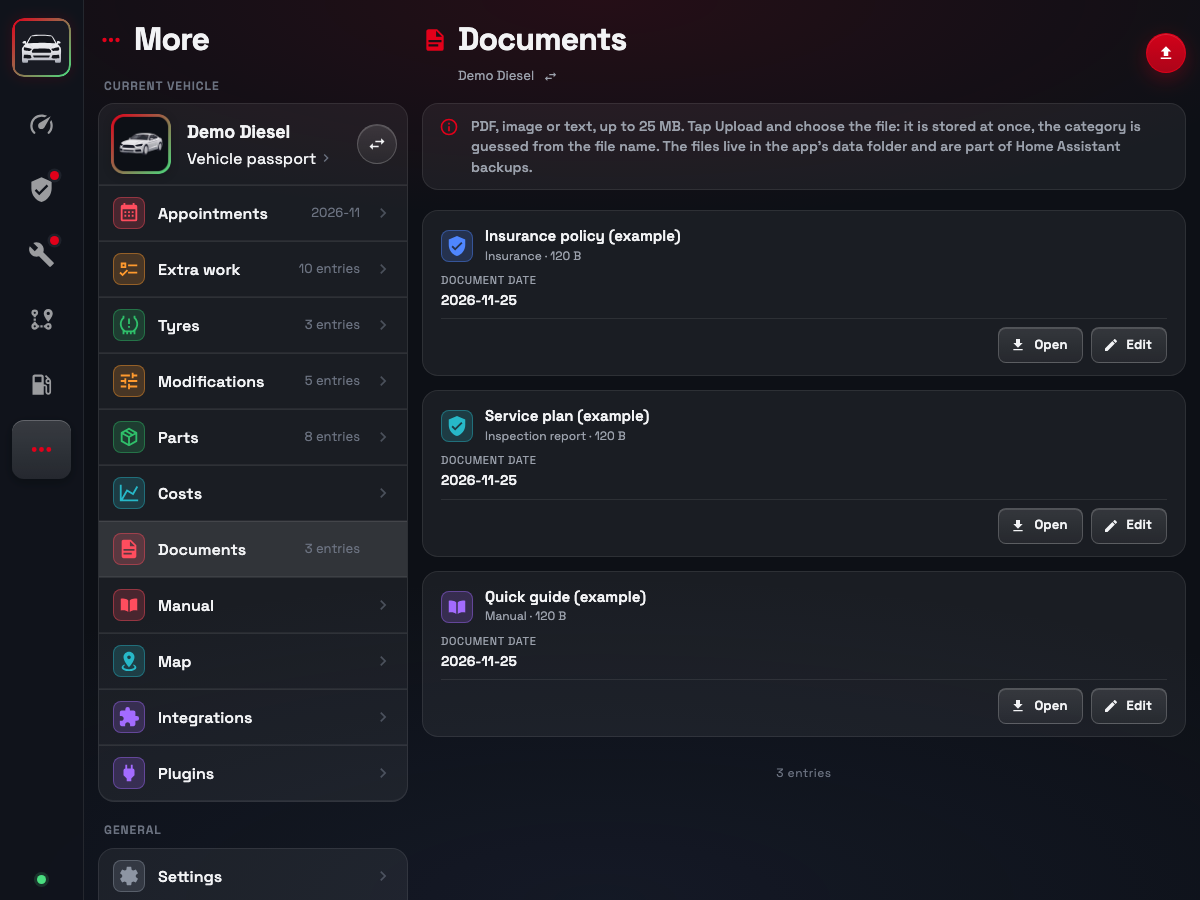 More
CURRENT VEHICLE
Demo Diesel
Vehicle passport
Appointments 2026-11
Extra work 10 entries
Tyres 3 entries
Modifications 5 entries
Parts 8 entries
Costs
Documents 3 entries
Manual
Map
Integrations
Plugins
GENERAL
Settings
Documents
Demo Diesel
PDF, image or text, up to 25 MB. Tap Upload and choose the file: it is stored at once, the category is
guessed from the file name. The files live in the app's data folder and are part of Home Assistant
backups.
Insurance policy (example)
Insurance · 120 B
DOCUMENT DATE
2026-11-25
Open Edit
Service plan (example)
Inspection report · 120 B
DOCUMENT DATE
2026-11-25
Open Edit
Quick guide (example)
Manual · 120 B
DOCUMENT DATE
2026-11-25
Open Edit
3 entries